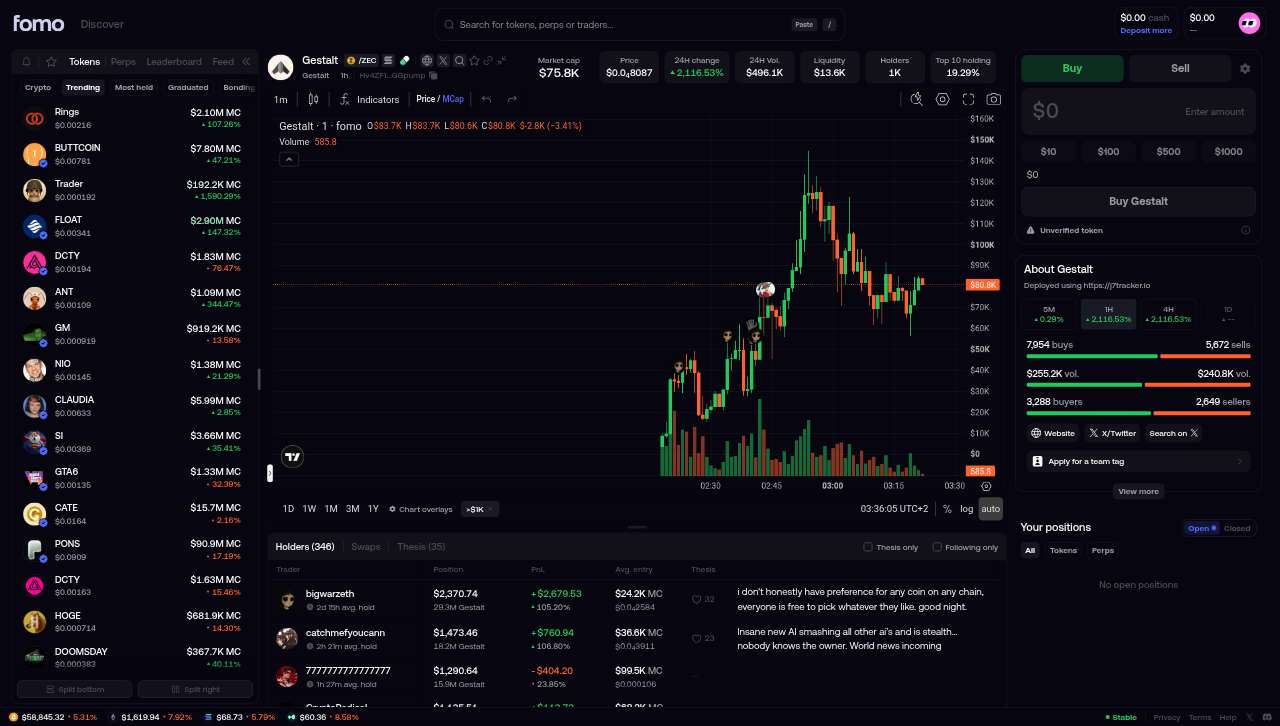 fomo Discover
Search for tokens, perps or traders... Paste /
$0.00 cash
Deposit more
$0.00
—
Tokens Perps Leaderboard Feed
Crypto Trending Most held Graduated Bonding
Rings $2.10M MC
$0.00216 107.26%
BUTTCOIN $7.80M MC
$0.00781 47.21%
Trader $192.2K MC
$0.000192 1,590.29%
FLOAT $2.90M MC
$0.00341 147.32%
DCTY $1.83M MC
$0.00194 76.47%
ANT $1.09M MC
$0.00109 344.47%
GM $919.2K MC
$0.000919 13.58%
NIO $1.38M MC
$0.00145 21.29%
CLAUDIA $5.99M MC
$0.00633 2.85%
SI $3.66M MC
$0.00369 35.41%
GTA6 $1.33M MC
$0.00135 32.39%
CATE $15.7M MC
$0.0164 2.16%
PONS $90.9M MC
$0.0909 17.19%
DCTY $1.63M MC
$0.00163 15.46%
HOGE $681.9K MC
$0.000714 14.30%
DOOMSDAY $367.7K MC
$0.000383 40.11%
Split bottom Split right
Gestalt /ZEC
Gestalt 1h Hv4ZF1...GGpump
Market cap
$75.8K
Price
$0.0₄8087
24H change
2,116.53%
24H Vol.
$496.1K
Liquidity
$13.6K
Holders
1K
Top 10 holding
19.29%
1m Indicators Price / MCap
Gestalt · 1 · fomo O$83.7K H$83.7K L$80.6K C$80.8K $-2.8K (−3.41%)
Volume 585.8
$160K
$150K
$140K
$130K
$120K
$110K
$100K
$90K
$80.8K
$70K
$60K
$50K
$40K
$30K
$20K
$10K
$0
$585.8
02:30 02:45 03:00 03:15 03:30
1D 1W 1M 3M 1Y Chart overlays >$1K
03:36:05 UTC+2 % log auto
Holders (346) Swaps Thesis (35)
Thesis only Following only
Trader Position PnL Avg. entry Thesis
bigwarzeth $2,370.74 +$2,679.53 $24.2K MC
2d 15h avg. hold 29.3M Gestalt 105.20% $0.0₄2584
32
i don't honestly have preference for any coin on any chain,
everyone is free to pick whatever they like. good night.
catchmefyoucann $1,473.46 +$760.94 $36.6K MC
2h 21m avg. hold 18.2M Gestalt 106.80% $0.0₄3911
23
Insane new AI smashing all other ai's and is stealth...
nobody knows the owner. World news incoming
7777777777777777 $1,290.64 -$404.20 $99.5K MC
1h 27m avg. hold 15.9M Gestalt 23.85% $0.000106
Buy Sell
$0 Enter amount
$10 $100 $500 $1000
$0
Buy Gestalt
Unverified token
About Gestalt
Deployed using https://j7tracker.io
5M 1H 4H 1D
0.29% 2,116.53% 2,116.53% --
7,954 buys 5,672 sells
$255.2K vol. $240.8K vol.
3,288 buyers 2,649 sellers
Website X/Twitter Search on X
Apply for a team tag
View more
Your positions Open Closed
All Tokens Perps
No open positions
$58,845.32 5.31% $1,619.94 7.92% $68.73 5.79% $60.36 8.58%
Stable Privacy Terms Help